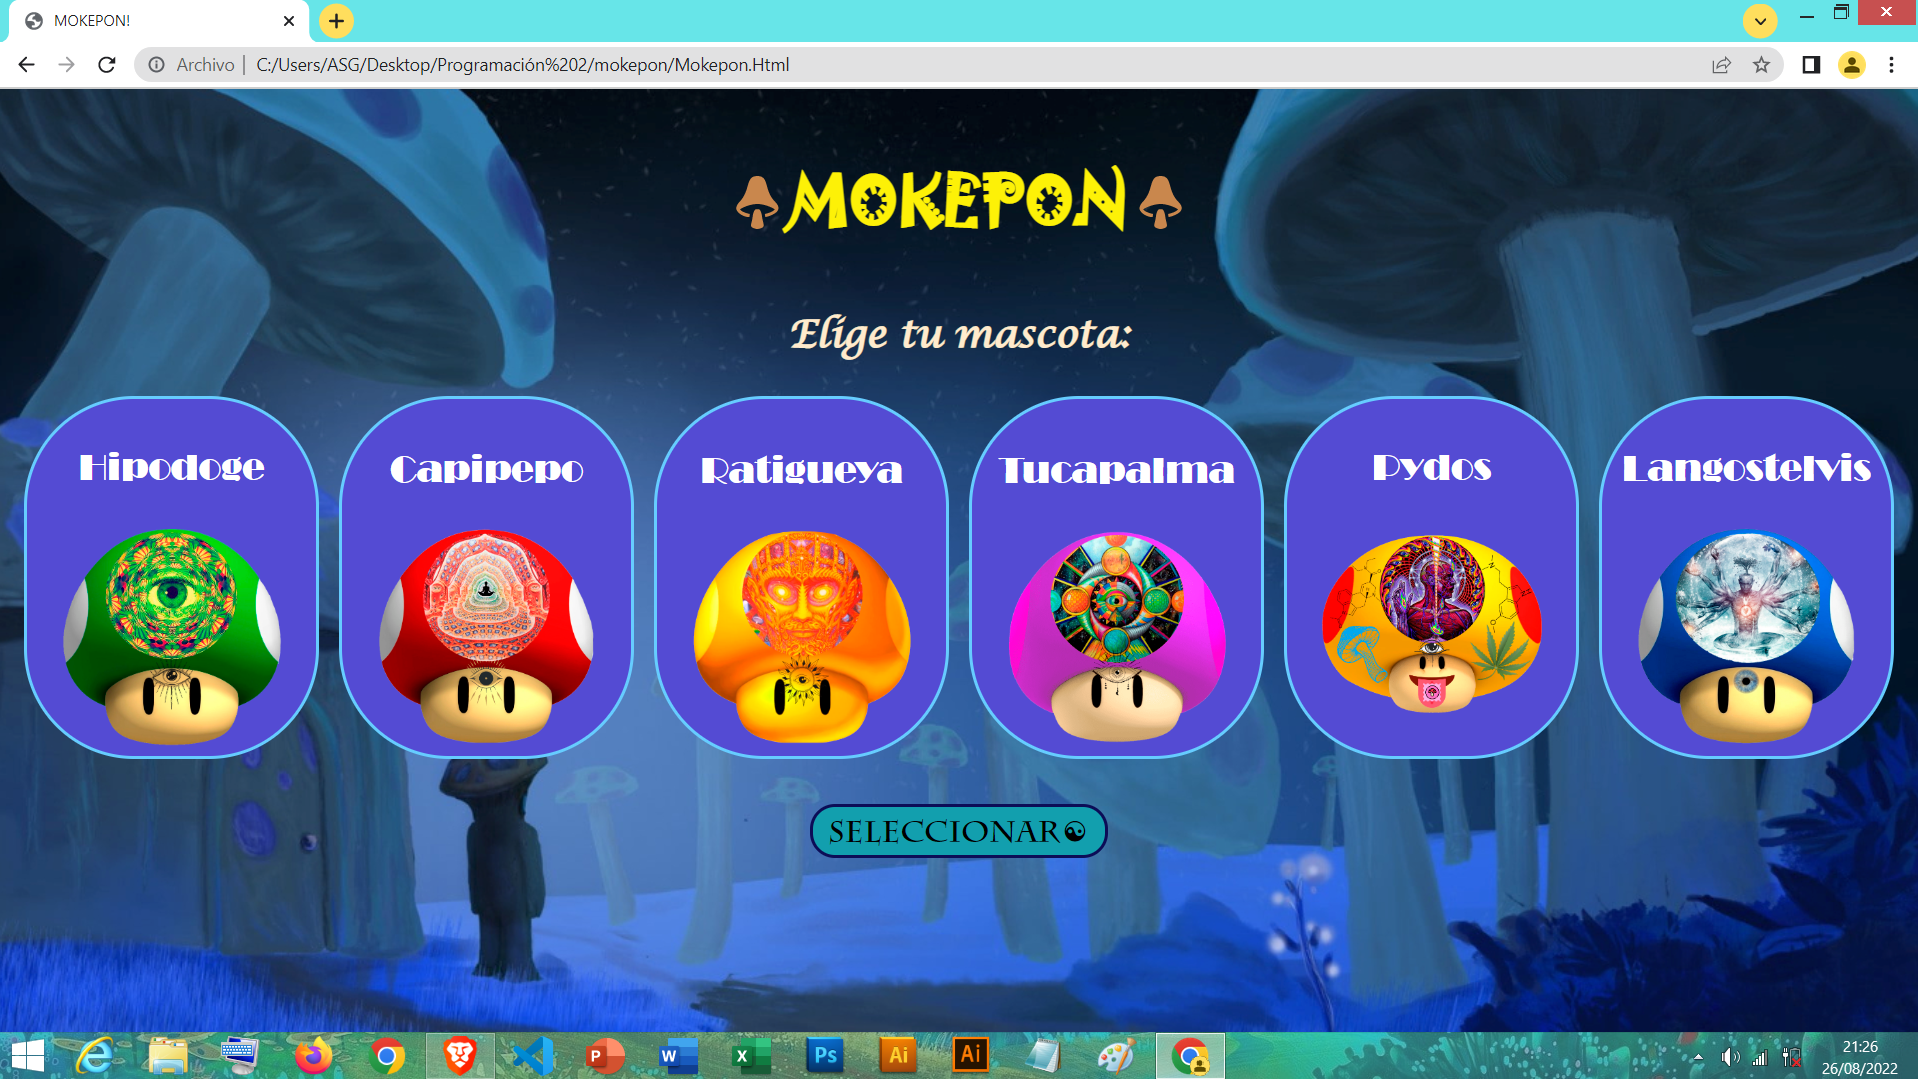 MOKEPON!
Archivo | C:/Users/ASG/Desktop/Programación%202/mokepon/Mokepon.Html
MOKEPON
Elige tu mascota:
Hipodoge
Capipepo
Ratigueya
Tucapalma
Pydos
Langostelvis
SELECCIONAR☯
P
W
X
Ps
Ai
Ai
21:26
26/08/2022